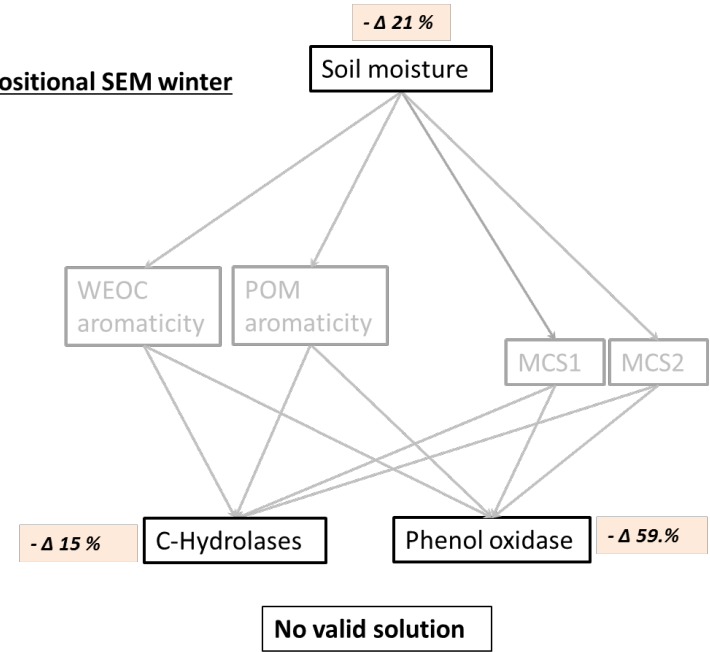 - Δ 21 %
Soil moisture
ositional SEM winter
WEOC
aromaticity
POM
aromaticity
MCS1
MCS2
- Δ 15 %
C-Hydrolases
Phenol oxidase
- Δ 59.%
No valid solution